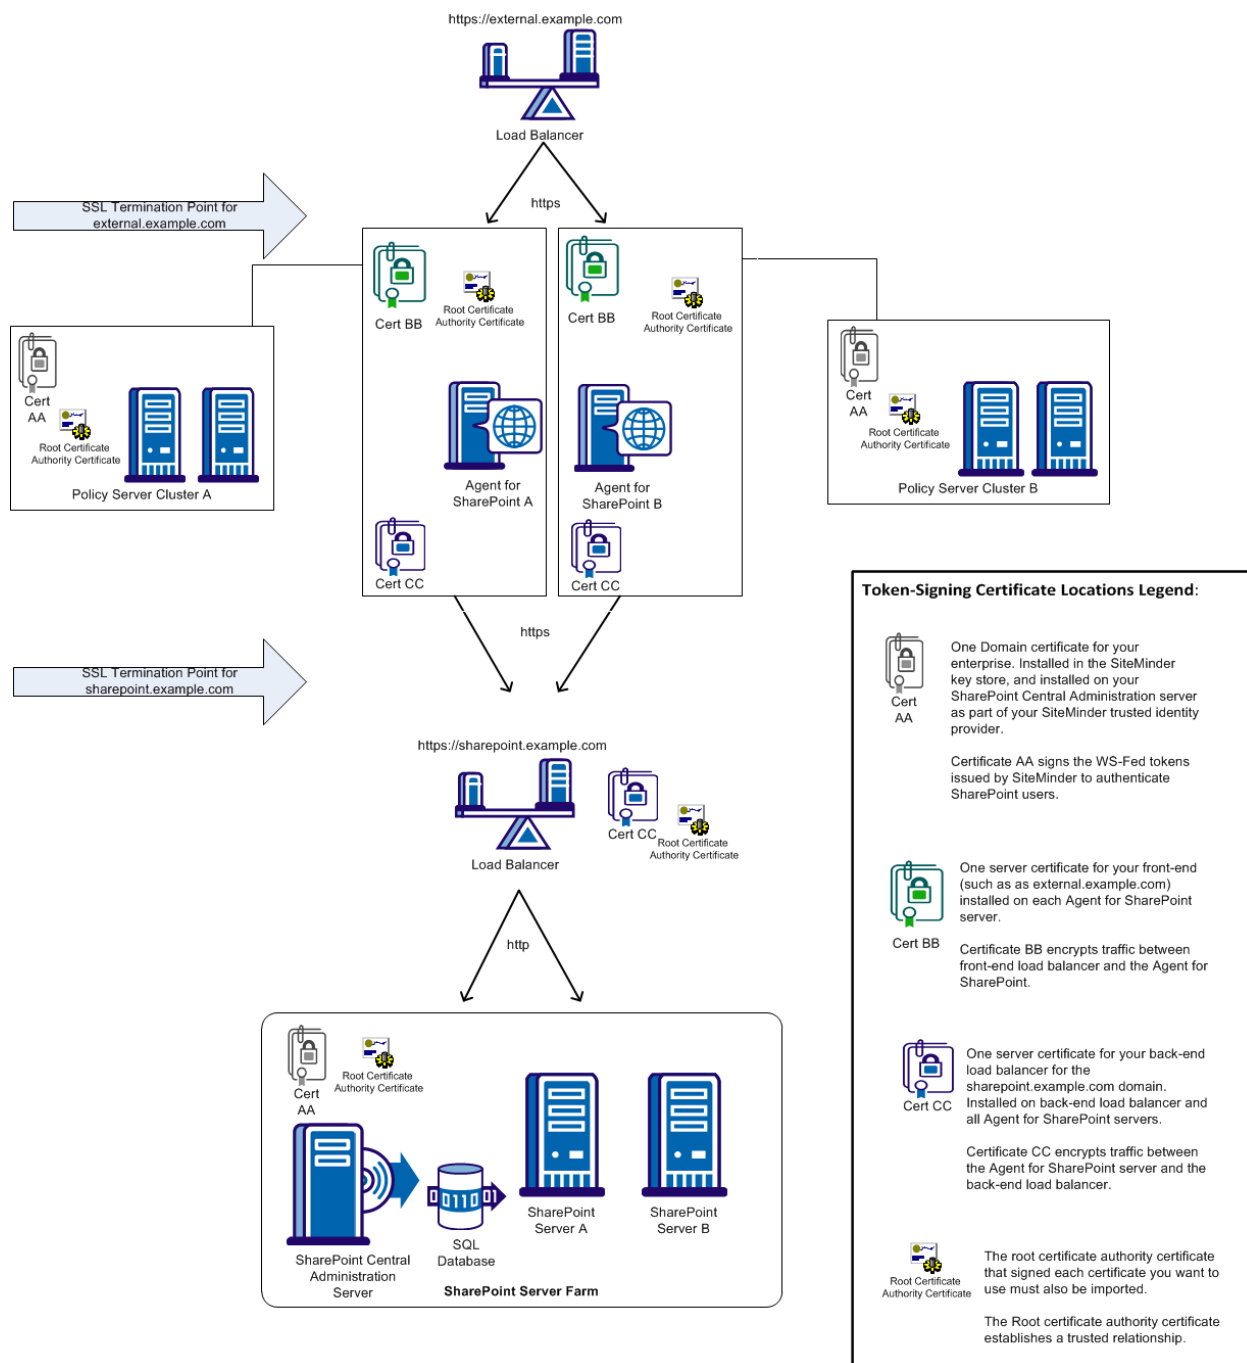 https://external.example.com
Load Balancer
SSL Termination Point for
external.example.com
https
Cert BB
Root Certificate
Authority Certificate
Cert BB
Root Certificate
Authority Certificate
Cert
AA
Root Certificate
Authority Certificate
Policy Server Cluster A
Agent for
SharePoint A
Agent for
SharePoint B
Cert
AA
Root Certificate
Authority Certificate
Policy Server Cluster B
Cert CC
Cert CC
https
SSL Termination Point for
sharepoint.example.com
https://sharepoint.example.com
Cert CC
Root Certificate
Authority Certificate
Load Balancer
http
Cert
AA
Root Certificate
Authority Certificate
0 0110 01
SharePoint Central
Administration
Server
SQL
Database
SharePoint
Server A
SharePoint
Server B
SharePoint Server Farm
Token-Signing Certificate Locations Legend:
Cert
AA
One Domain certificate for your
enterprise. Installed in the SiteMinder
key store, and installed on your
SharePoint Central Administration server
as part of your SiteMinder trusted identity
provider.
Certificate AA signs the WS-Fed tokens
issued by SiteMinder to authenticate
SharePoint users.
Cert BB
One server certificate for your front-end
(such as as external.example.com)
installed on each Agent for SharePoint
server.
Certificate BB encrypts traffic between
front-end load balancer and the Agent for
SharePoint.
Cert CC
One server certificate for your back-end
load balancer for the
sharepoint.example.com domain.
Installed on back-end load balancer and
all Agent for SharePoint servers.
Certificate CC encrypts traffic between
the Agent for SharePoint server and the
back-end load balancer.
Root Certificate
Authority Certificate
The root certificate authority certificate
that signed each certificate you want to
use must also be imported.
The Root certificate authority certificate
establishes a trusted relationship.